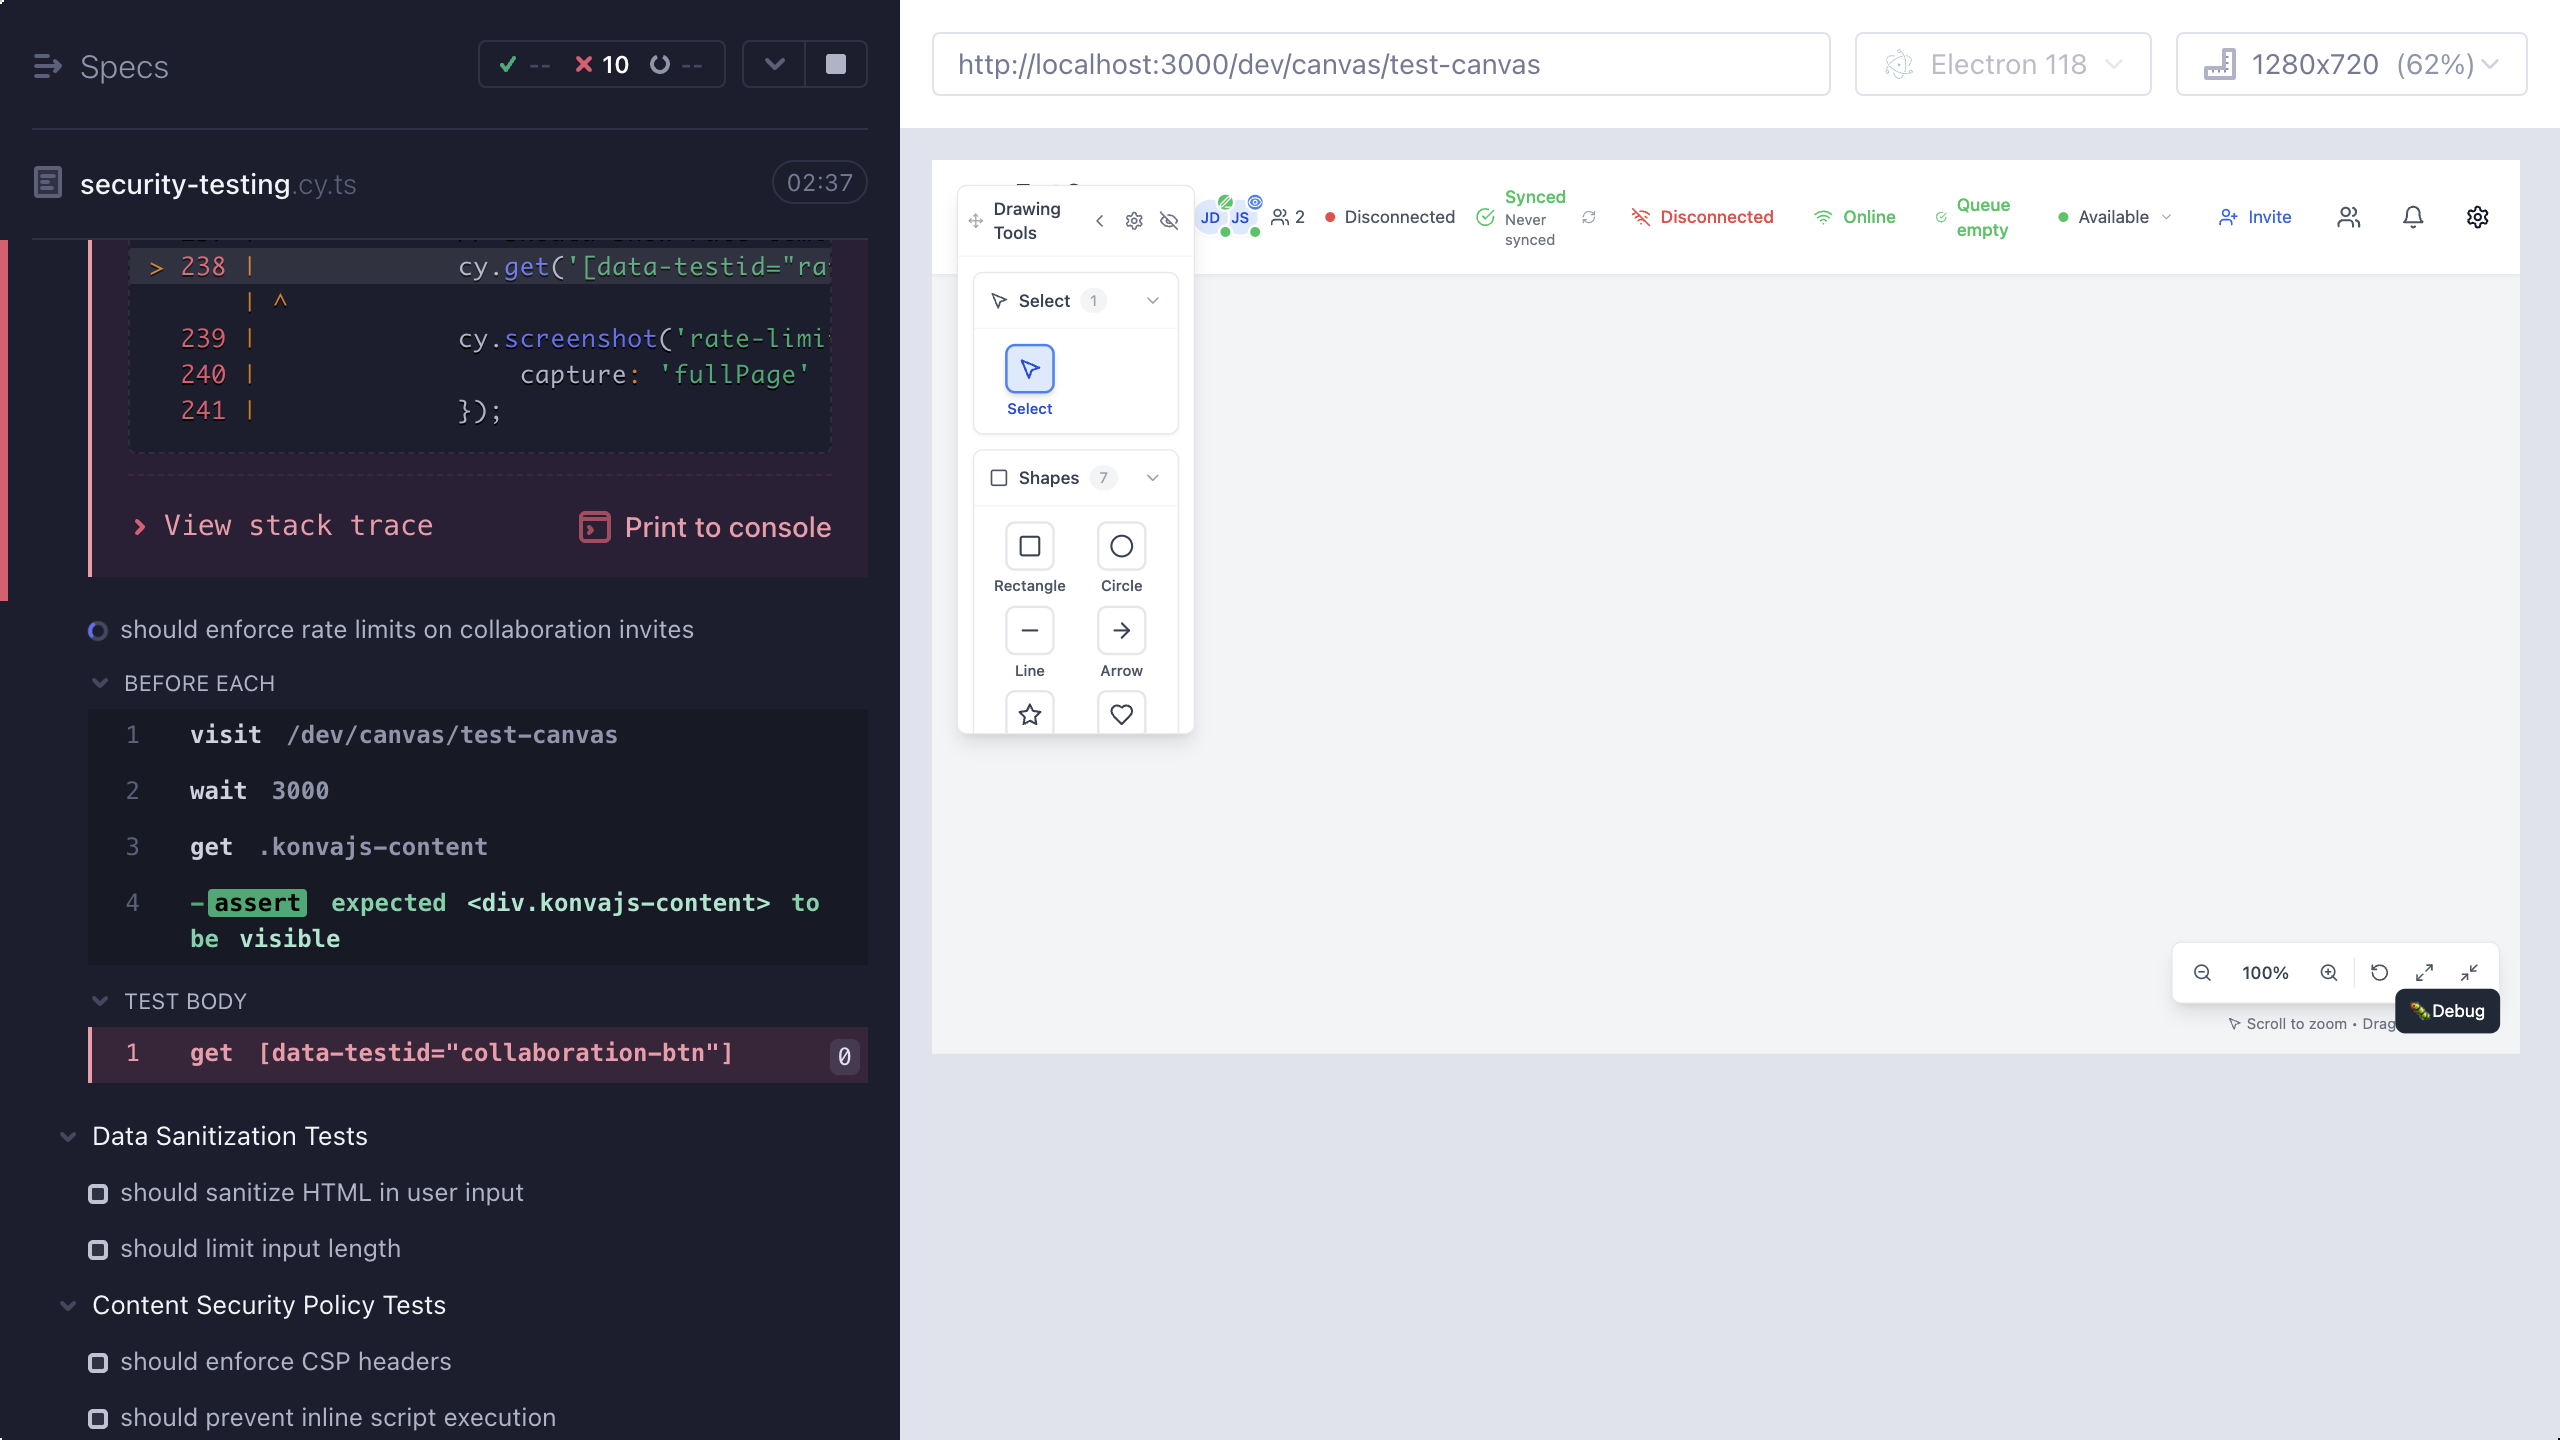 Specs
-- 10 --
security-testing.cy.ts
02:37
> 238 | cy.get('[data-testid="ra
| ^
239 | cy.screenshot('rate-limi
240 | capture: 'fullPage'
241 | });
View stack trace
Print to console
should enforce rate limits on collaboration invites
BEFORE EACH
1 visit /dev/canvas/test-canvas
2 wait 3000
3 get .konvajs-content
4 -assert expected <div.konvajs-content> to
be visible
TEST BODY
1 get [data-testid="collaboration-btn"] 0
Data Sanitization Tests
should sanitize HTML in user input
should limit input length
Content Security Policy Tests
should enforce CSP headers
should prevent inline script execution
http://localhost:3000/dev/canvas/test-canvas
Electron 118
1280x720 (62%)
Drawing
Tools
JD JS 2
Disconnected
Synced
Never
synced
Disconnected
Online
Queue
empty
Available
Invite
Select 1
Select
Shapes 7
Rectangle Circle
Line Arrow
100%
Scroll to zoom • Drag
Debug